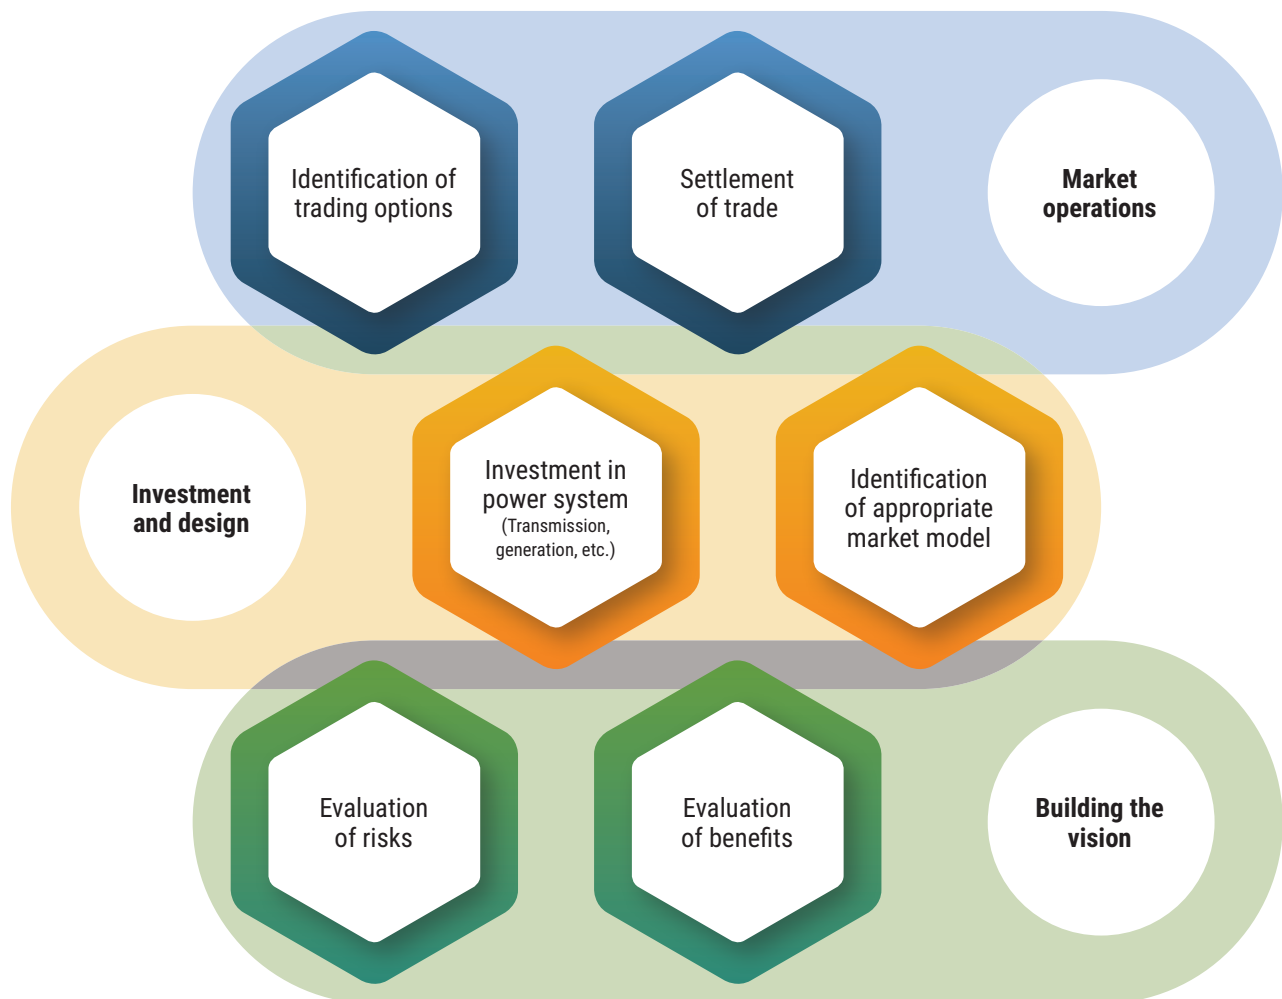 Identification of
trading options
Settlement
of trade
Market
operations
Investment
and design
Investment in
power system
(Transmission,
generation, etc.)
Identification
of appropriate
market model
Evaluation
of risks
Evaluation
of benefits
Building the
vision